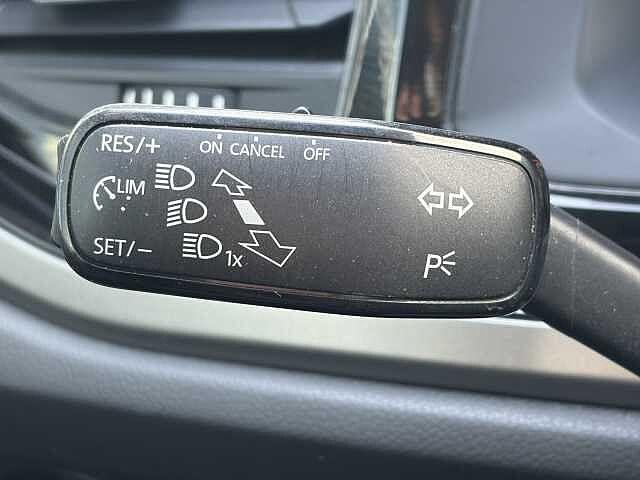 RES/+ ON CANCEL OFF
LIM
SET/− 1x
P